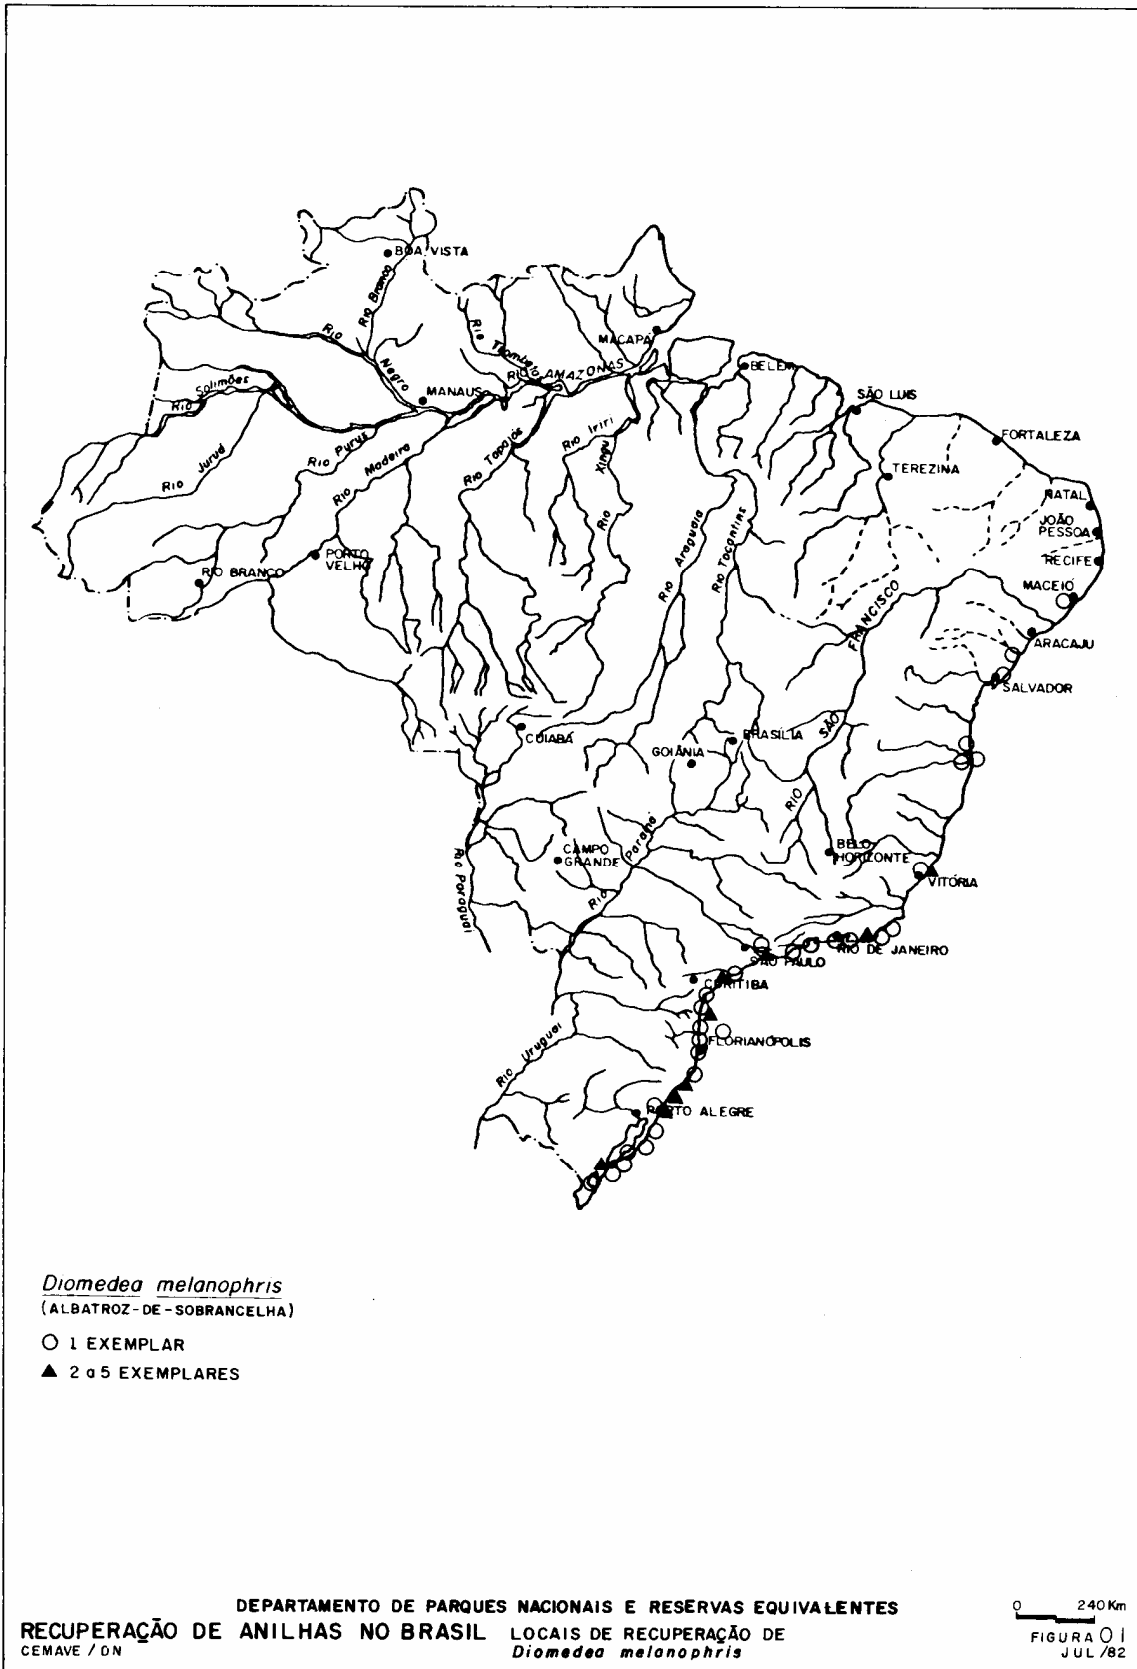 BOA VISTA
Rio Branco
Rio
Negro
MACAPÁ
RIO AMAZONAS
BELÉM
Rio Solimões
MANAUS
SÃO LUIS
FORTALEZA
Rio Iriri
Rio Juruá
Rio Purus
Rio Madeira
Rio Tapajós
Rio Xingu
TEREZINA
NATAL
JOÃO
PESSOA
RECIFE
Rio Araguaia
Rio Tocantins
PORTO
VELHO
RIO BRANCO
MACEIÓ
ARACAJU
SALVADOR
RIO SÃO FRANCISCO
CUIABÁ
GOIÂNIA
BRASÍLIA
CAMPO
GRANDE
Rio Paraná
BELO
HORIZONTE
VITÓRIA
Rio Paraguai
RIO DE JANEIRO
SÃO PAULO
CURITIBA
FLORIANÓPOLIS
Rio Uruguai
PORTO ALEGRE
Diomedea melanophris
(ALBATROZ-DE-SOBRANCELHA)
1 EXEMPLAR
2 a 5 EXEMPLARES
DEPARTAMENTO DE PARQUES NACIONAIS E RESERVAS EQUIVALENTES
RECUPERAÇÃO DE ANILHAS NO BRASIL LOCAIS DE RECUPERAÇÃO DE
CEMAVE / DN Diomedea melanophris
0 240 Km
FIGURA 01
JUL /82